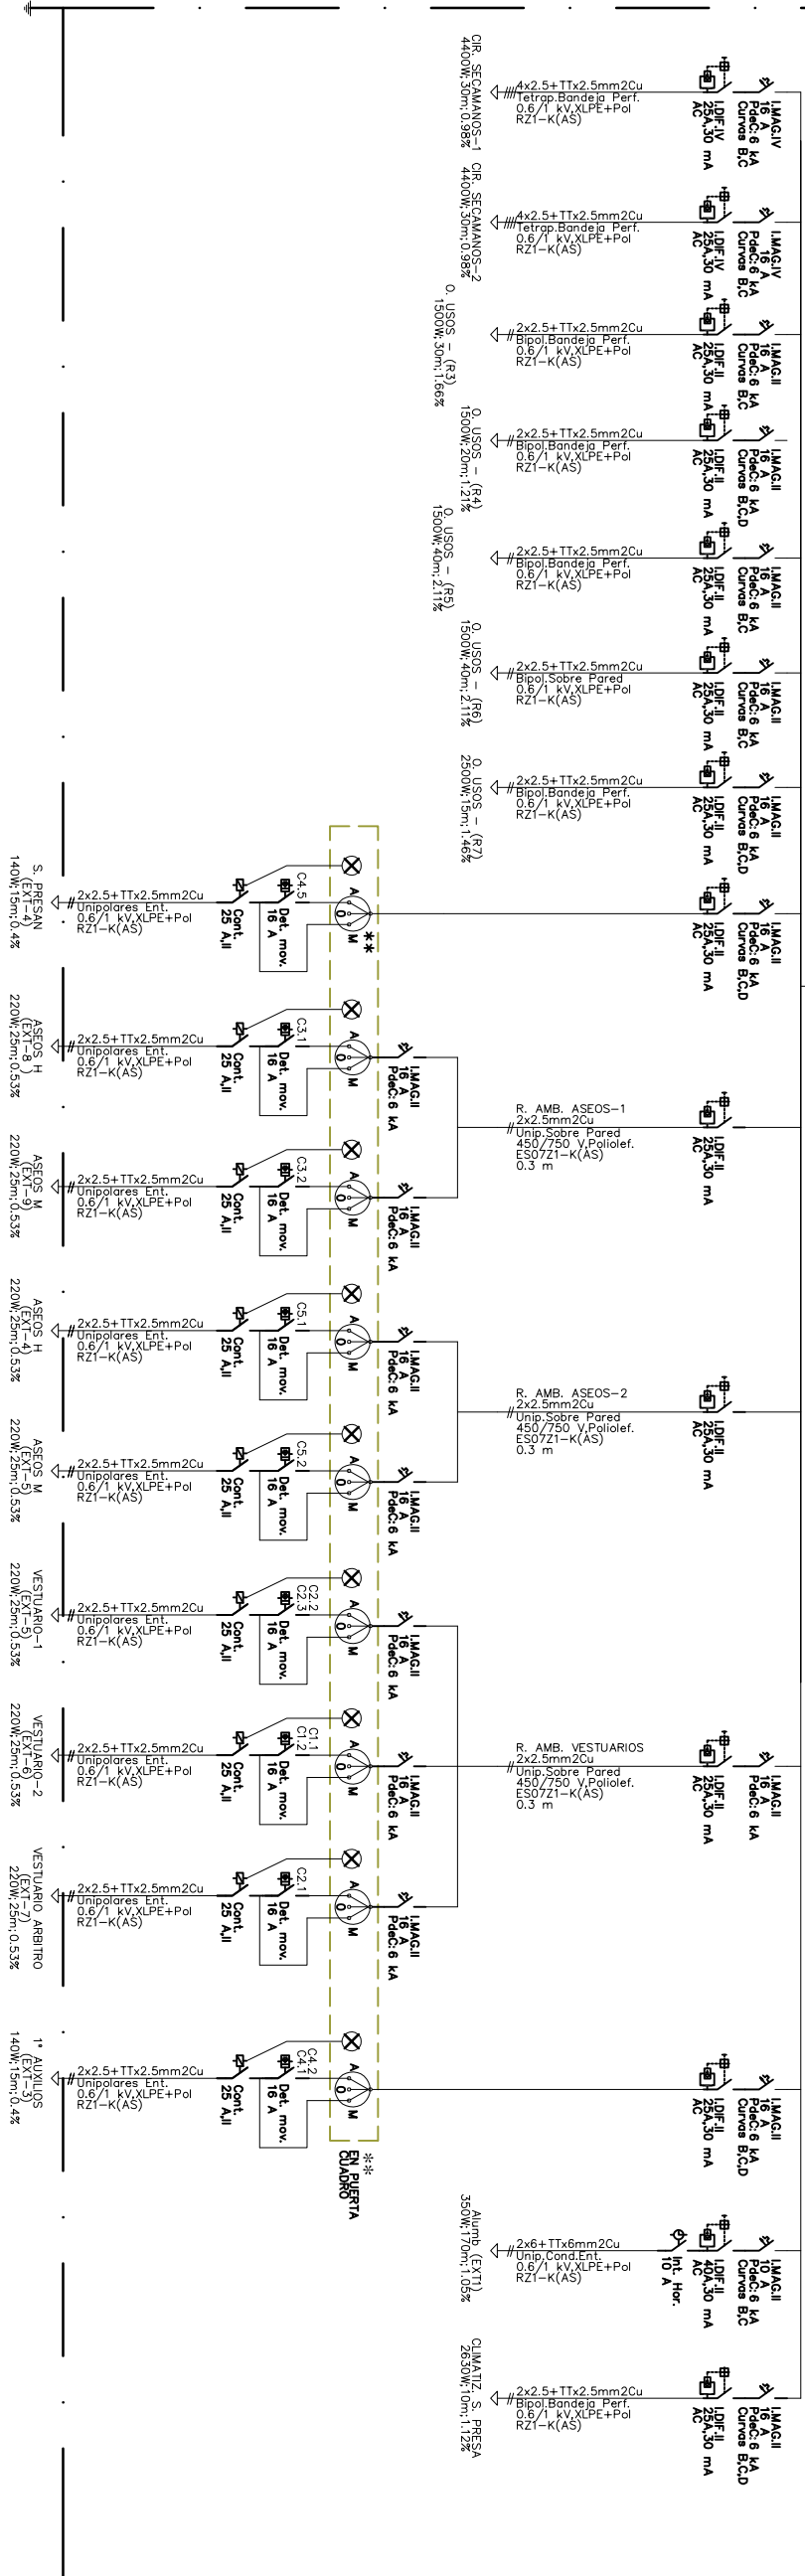 I.MAG.IV
16 A
PdeC:6 kA
Curvas B,C
I.DIF.IV
25A,30 mA
AC
4x2.5+TTx2.5mm2Cu
Tetrap.Bandeja Perf.
0.6/1 kV,XLPE+Pol
RZ1-K(AS)
CIR. SECAMANOS-1
4400W;30m;0.98%
I.MAG.IV
16 A
PdeC:6 kA
Curvas B,C
I.DIF.IV
25A,30 mA
AC
4x2.5+TTx2.5mm2Cu
Tetrap.Bandeja Perf.
0.6/1 kV,XLPE+Pol
RZ1-K(AS)
CIR. SECAMANOS-2
4400W;30m;0.98%
I.MAG.II
16 A
PdeC:6 kA
Curvas B,C
I.DIF.II
25A,30 mA
AC
2x2.5+TTx2.5mm2Cu
Bipol.Bandeja Perf.
0.6/1 kV,XLPE+Pol
RZ1-K(AS)
O. USOS - (R3)
1500W;30m;1.66%
I.MAG.II
16 A
PdeC:6 kA
Curvas B,C,D
I.DIF.II
25A,30 mA
AC
2x2.5+TTx2.5mm2Cu
Bipol.Bandeja Perf.
0.6/1 kV,XLPE+Pol
RZ1-K(AS)
O. USOS - (R4)
1500W;20m;1.21%
I.MAG.II
16 A
PdeC:6 kA
Curvas B,C
I.DIF.II
25A,30 mA
AC
2x2.5+TTx2.5mm2Cu
Bipol.Bandeja Perf.
0.6/1 kV,XLPE+Pol
RZ1-K(AS)
O. USOS - (R5)
1500W;40m;2.11%
I.MAG.II
16 A
PdeC:6 kA
Curvas B,C
I.DIF.II
25A,30 mA
AC
2x2.5+TTx2.5mm2Cu
Bipol.Sobre Pared
0.6/1 kV,XLPE+Pol
RZ1-K(AS)
O. USOS - (R6)
1500W;40m;2.11%
I.MAG.II
16 A
PdeC:6 kA
Curvas B,C,D
I.DIF.II
25A,30 mA
AC
2x2.5+TTx2.5mm2Cu
Bipol.Bandeja Perf.
0.6/1 kV,XLPE+Pol
RZ1-K(AS)
O. USOS - (R7)
2500W;15m;1.46%
I.MAG.II
16 A
PdeC:6 kA
Curvas B,C,D
I.DIF.II
25A,30 mA
AC
**
A
0
M
C4.5
Det. mov.
16 A
Cont.
25 A,II
2x2.5+TTx2.5mm2Cu
Unipolares Ent.
0.6/1 kV,XLPE+Pol
RZ1-K(AS)
S. PRESAN
(EXT-4)
140W;15m;0.4%
I.DIF.II
25A,30 mA
AC
R. AMB. ASEOS-1
2x2.5mm2Cu
Unip.Sobre Pared
450/750 V,Poliolef.
ES07Z1-K(AS)
0.3 m
I.MAG.II
16 A
PdeC:6 kA
A
0
M
C3.1
Det. mov.
16 A
Cont.
25 A,II
2x2.5+TTx2.5mm2Cu
Unipolares Ent.
0.6/1 kV,XLPE+Pol
RZ1-K(AS)
ASEOS H
(EXT-8)
220W;25m;0.53%
I.MAG.II
16 A
PdeC:6 kA
A
0
M
C3.2
Det. mov.
16 A
Cont.
25 A,II
2x2.5+TTx2.5mm2Cu
Unipolares Ent.
0.6/1 kV,XLPE+Pol
RZ1-K(AS)
ASEOS M
(EXT-9)
220W;25m;0.53%
I.DIF.II
25A,30 mA
AC
R. AMB. ASEOS-2
2x2.5mm2Cu
Unip.Sobre Pared
450/750 V,Poliolef.
ES07Z1-K(AS)
0.3 m
I.MAG.II
16 A
PdeC:6 kA
A
0
M
C5.1
Det. mov.
16 A
Cont.
25 A,II
2x2.5+TTx2.5mm2Cu
Unipolares Ent.
0.6/1 kV,XLPE+Pol
RZ1-K(AS)
ASEOS H
(EXT-4)
220W;25m;0.53%
I.MAG.II
16 A
PdeC:6 kA
A
0
M
C5.2
Det. mov.
16 A
Cont.
25 A,II
2x2.5+TTx2.5mm2Cu
Unipolares Ent.
0.6/1 kV,XLPE+Pol
RZ1-K(AS)
ASEOS M
(EXT-5)
220W;25m;0.53%
I.MAG.II
16 A
PdeC:6 kA
I.DIF.II
25A,30 mA
AC
R. AMB. VESTUARIOS
2x2.5mm2Cu
Unip.Sobre Pared
450/750 V,Poliolef.
ES07Z1-K(AS)
0.3 m
I.MAG.II
16 A
PdeC:6 kA
A
0
M
C2.2
C2.3
Det. mov.
16 A
Cont.
25 A,II
2x2.5+TTx2.5mm2Cu
Unipolares Ent.
0.6/1 kV,XLPE+Pol
RZ1-K(AS)
VESTUARIO-1
(EXT-5)
220W;25m;0.53%
I.MAG.II
16 A
PdeC:6 kA
A
0
M
C1.1
C1.2
Det. mov.
16 A
Cont.
25 A,II
2x2.5+TTx2.5mm2Cu
Unipolares Ent.
0.6/1 kV,XLPE+Pol
RZ1-K(AS)
VESTUARIO-2
(EXT-6)
220W;25m;0.53%
I.MAG.II
16 A
PdeC:6 kA
A
0
M
C2.1
Det. mov.
16 A
Cont.
25 A,II
2x2.5+TTx2.5mm2Cu
Unipolares Ent.
0.6/1 kV,XLPE+Pol
RZ1-K(AS)
VESTUARIO ARBITRO
(EXT-7)
220W;25m;0.53%
I.MAG.II
16 A
PdeC:6 kA
Curvas B,C,D
I.DIF.II
25A,30 mA
AC
A
0
M
C4.2
C4.1
Det. mov.
16 A
Cont.
25 A,II
2x2.5+TTx2.5mm2Cu
Unipolares Ent.
0.6/1 kV,XLPE+Pol
RZ1-K(AS)
1º AUXILIOS
(EXT-3)
140W;15m;0.4%
**
EN PUERTA
CUADRO
I.MAG.II
10 A
PdeC:6 kA
Curvas B,C
I.DIF.II
40A,30 mA
AC
Int. Hor.
10 A
2x6+TTx6mm2Cu
Unip.Cond.Ent.
0.6/1 kV,XLPE+Pol
RZ1-K(AS)
Alumb (EXT1)
350W;170m;1.05%
I.MAG.II
16 A
PdeC:6 kA
Curvas B,C,D
I.DIF.II
25A,30 mA
AC
2x2.5+TTx2.5mm2Cu
Bipol.Bandeja Perf.
0.6/1 kV,XLPE+Pol
RZ1-K(AS)
CLIMATIZ. S. PRESA
2630W;10m;1.12%